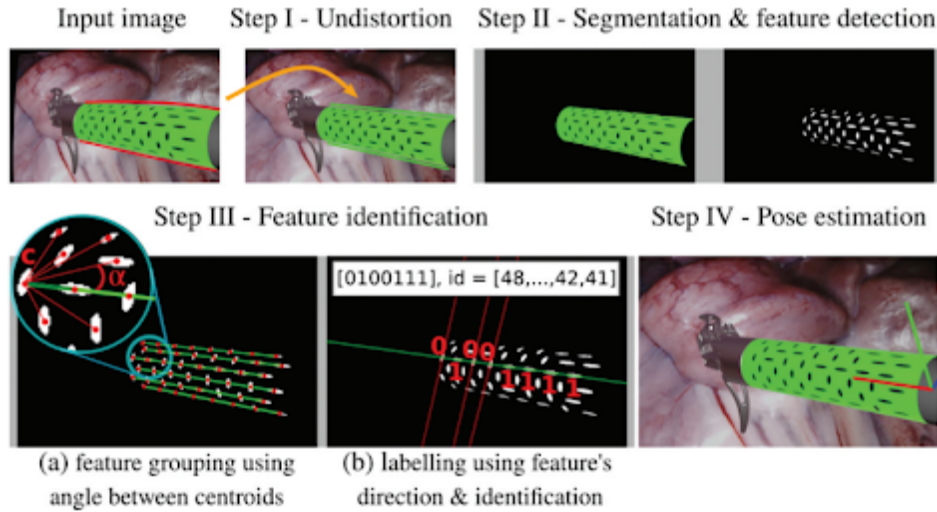 Input image
Step I - Undistortion
Step II - Segmentation & feature detection
Step III - Feature identification
Step IV - Pose estimation
c
α
[0100111], id = [48,...,42,41]
0 00
1 1111
(a) feature grouping using
angle between centroids
(b) labelling using feature's
direction & identification